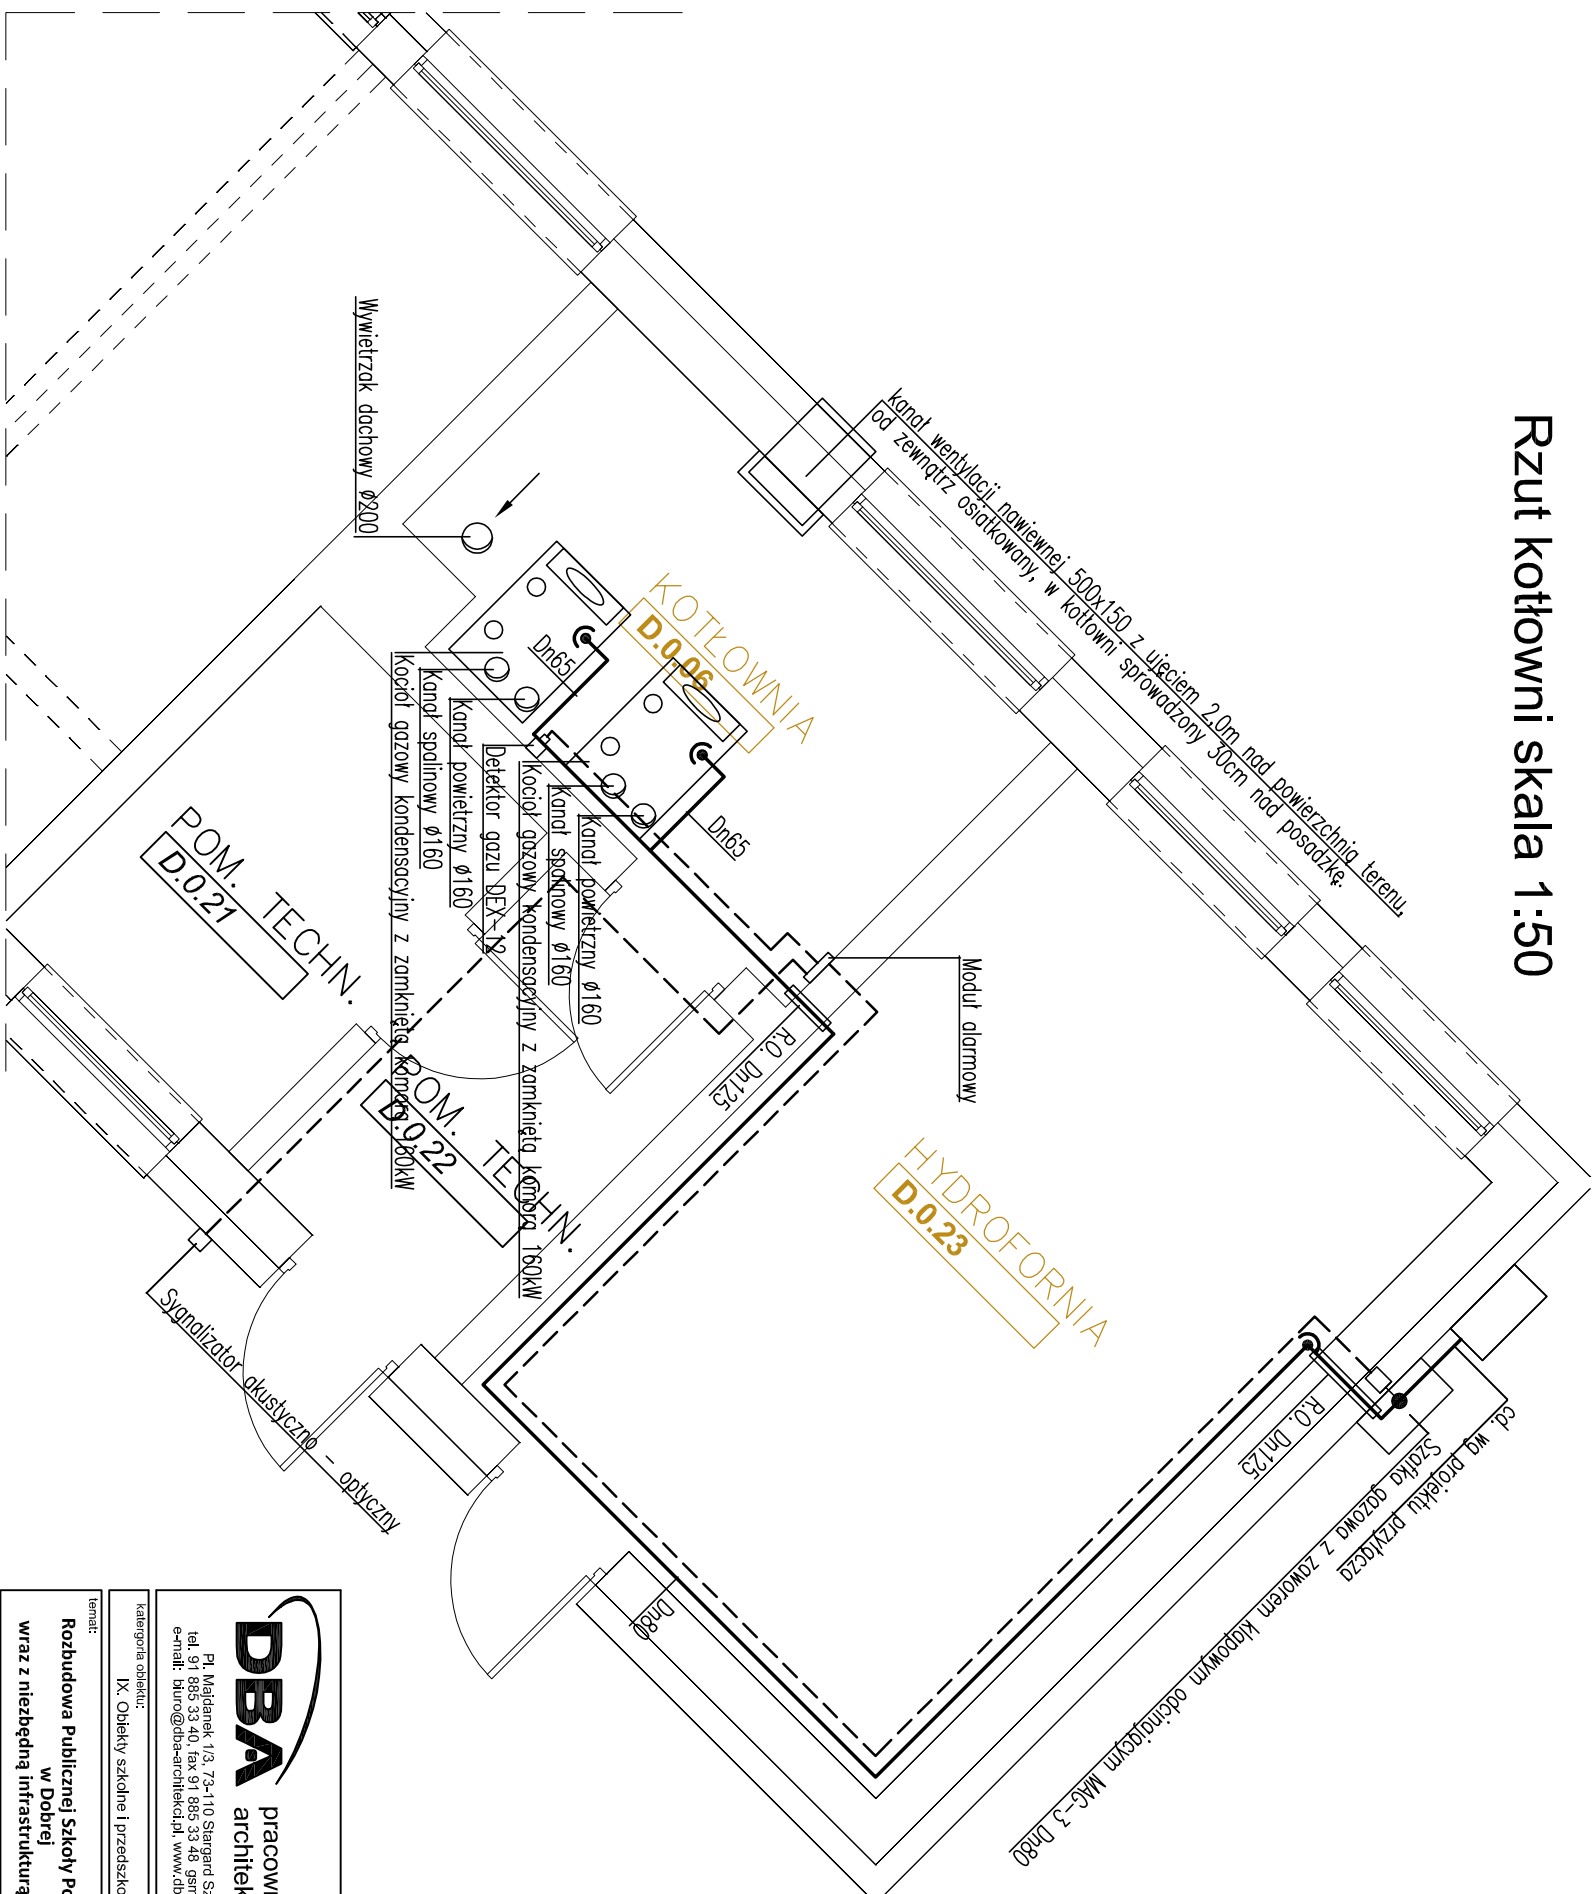 Rzut kotłowni skala 1:50
kanał wentylacji nawiewnej 500x150 z ujęciem 2,0m nad powierzchnią terenu,
od zewnątrz osiatkowany, w kotłowni sprowadzony 30cm nad posadzkę.
Wywietrzak dachowy ø200
KOTŁOWNIA
D.0.06
Dn65
Dn65
Kanał powietrzny ø160
Kanał spalinowy ø160
Kocioł gazowy kondensacyjny z zamkniętą komorą 160kW
Detektor gazu DEX-12
Kanał powietrzny ø160
Kanał spalinowy ø160
Kocioł gazowy kondensacyjny z zamkniętą komorą 160kW
Moduł alarmowy
R.O. Dn125
POM. TECHN.
D.0.21
POM. TECHN.
D.0.22
HYDROFORNIA
D.0.23
Sygnalizator akustyczno - optyczny
R.O. Dn125
cd. wg projektu przyłącza
Szafka gazowa z zaworem klapowym odcinającym MAG-3 Dn80
Dn80
DBA
pracow
architek
Pl. Majdanek 1/3, 73-110 Stargard Sz
tel. 91 885 33 40, fax 91 885 33 48 gsm
e-mail: biuro@dba-architekci.pl, www.db
katergoria obiektu:
IX. Obiekty szkolne i przedszko
temat:
Rozbudowa Publicznej Szkoły Po
w Dobrej
wraz z niezbędną infrastrukturą